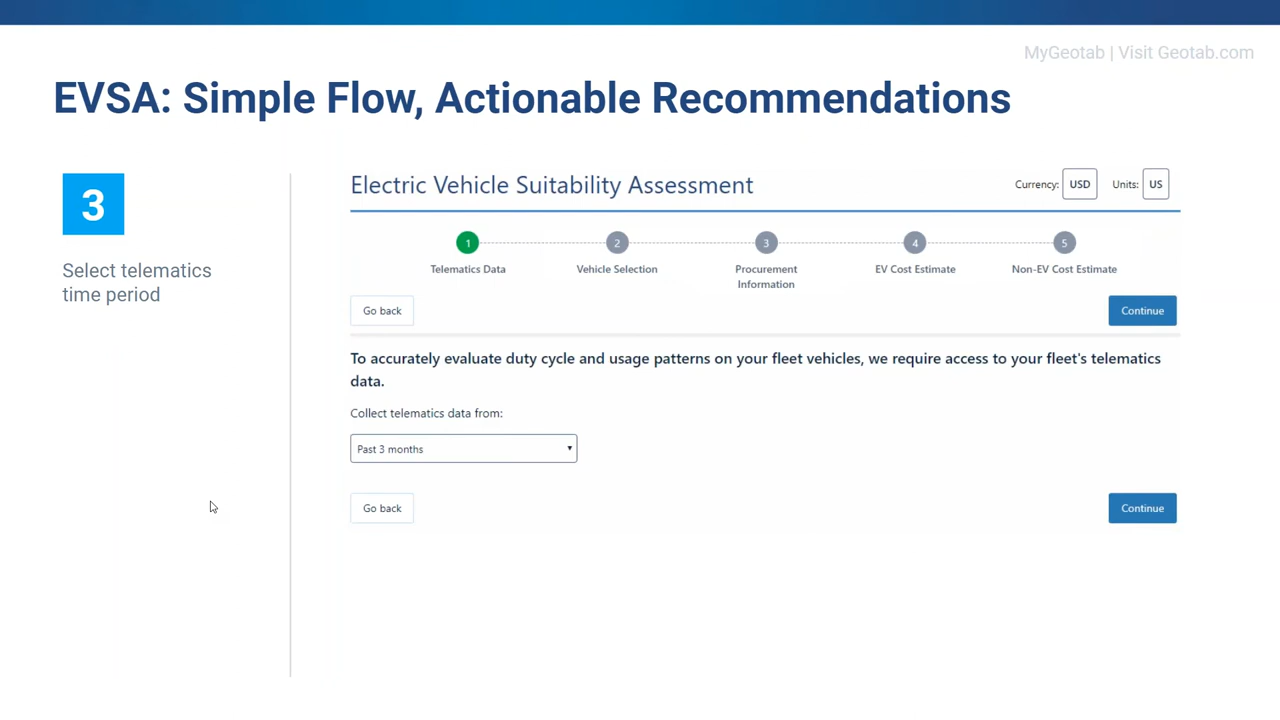 MyGeotab | Visit Geotab.com
EVSA: Simple Flow, Actionable Recommendations
3
Select telematics
time period
Electric Vehicle Suitability Assessment
Currency: USD Units: US
1 2 3 4 5
Telematics Data Vehicle Selection Procurement EV Cost Estimate Non-EV Cost Estimate
Information
Go back Continue
To accurately evaluate duty cycle and usage patterns on your fleet vehicles, we require access to your fleet's telematics
data.
Collect telematics data from:
Past 3 months
Go back Continue